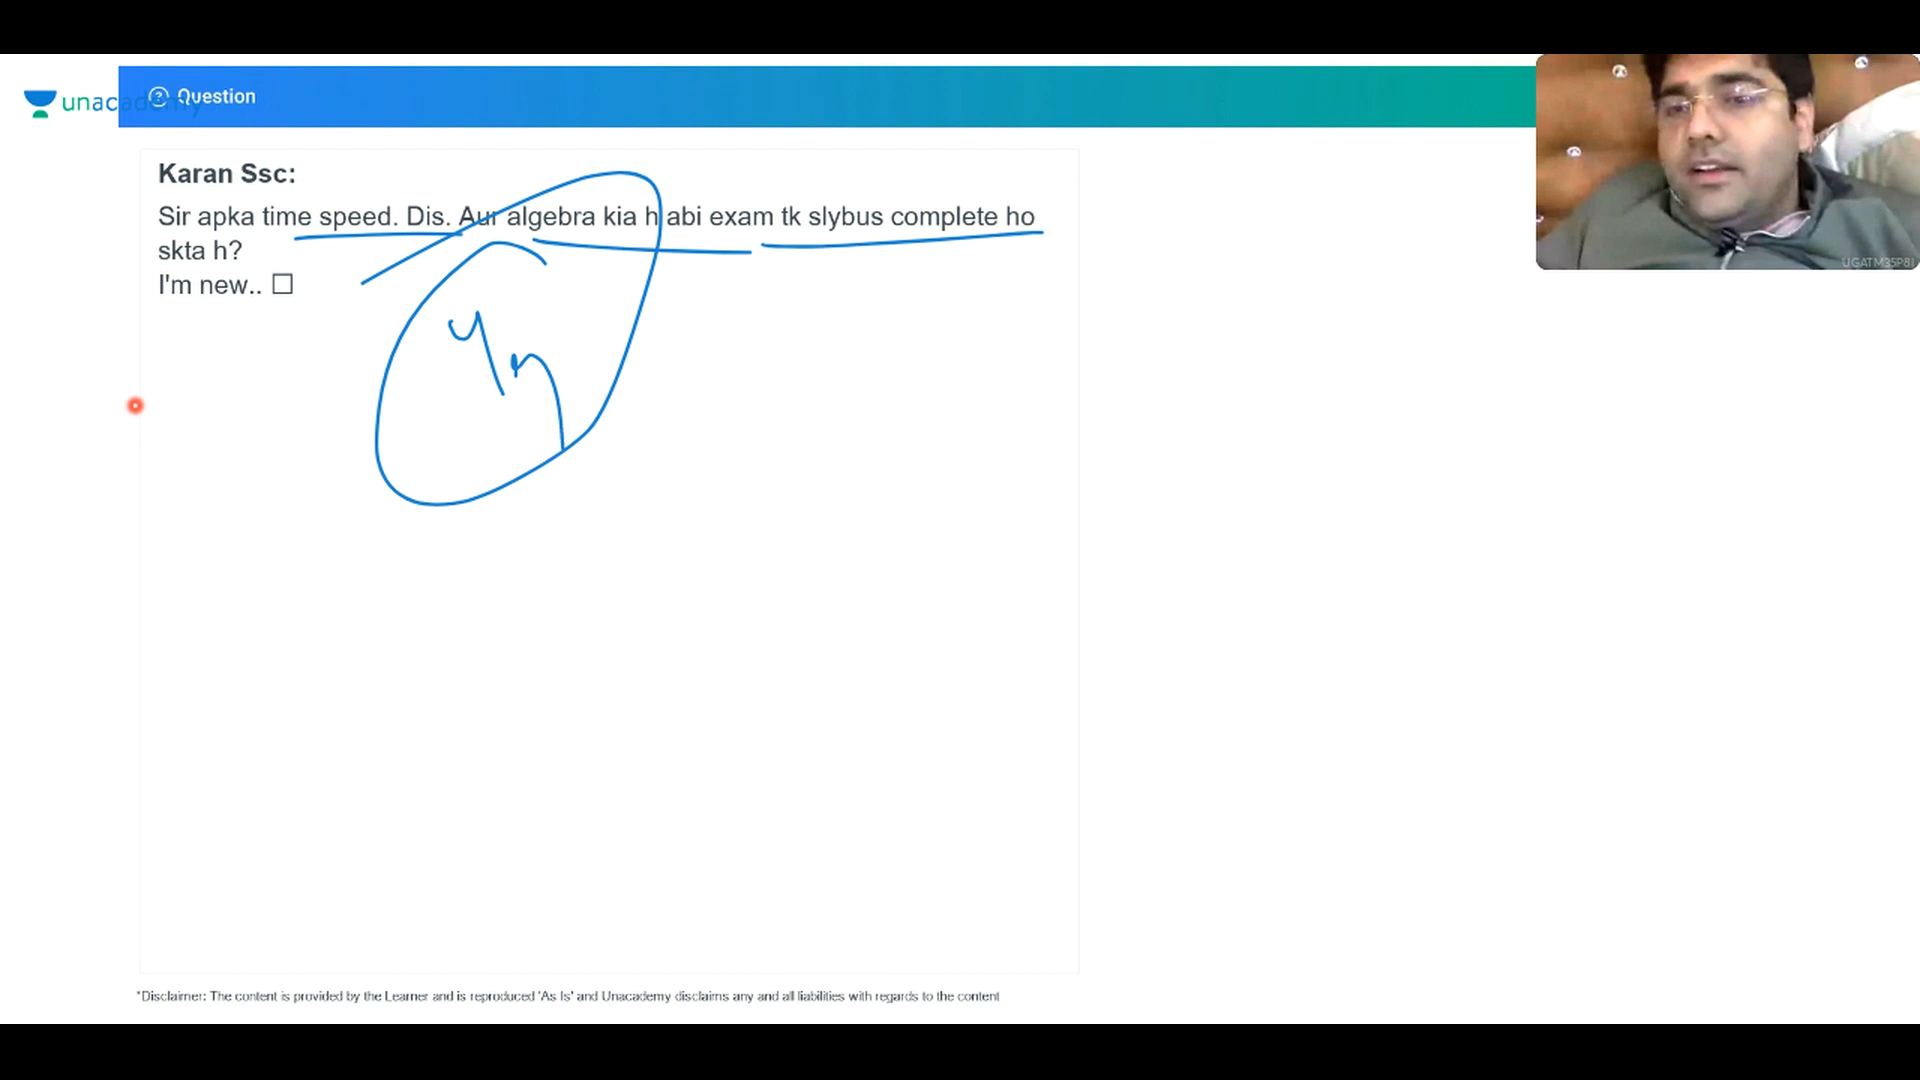 unacademy
Question
Karan Ssc:
Sir apka time speed. Dis. Aur algebra kia h abi exam tk slybus complete ho
skta h?
I'm new..
*Disclaimer: The content is provided by the Learner and is reproduced 'As Is' and Unacademy disclaims any and all liabilities with regards to the content